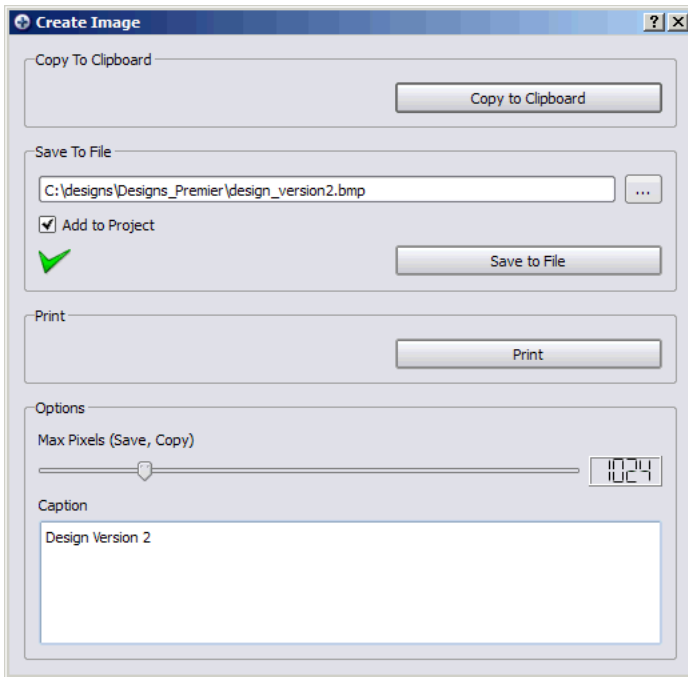 Create Image
Copy To Clipboard
Copy to Clipboard
Save To File
C:\designs\Designs_Premier\design_version2.bmp
...
Add to Project
Save to File
Print
Print
Options
Max Pixels (Save, Copy)
1024
Caption
Design Version 2